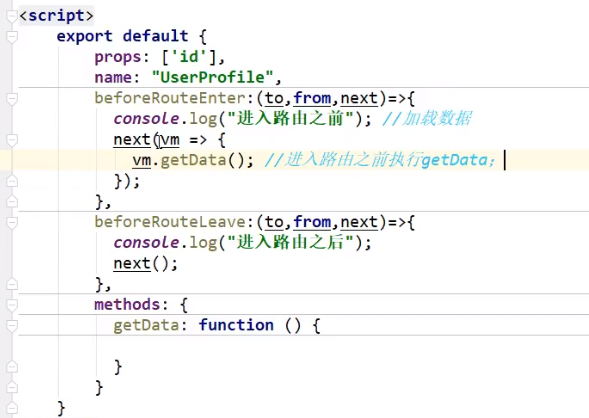 <script>
export default {
props: ['id'],
name: "UserProfile",
beforeRouteEnter:(to,from,next)=>{
console.log("进入路由之前"); //加载数据
next(vm => {
vm.getData(); //进入路由之前执行getData;
});
},
beforeRouteLeave:(to,from,next)=>{
console.log("进入路由之后");
next();
},
methods: {
getData: function () {
}
}
}